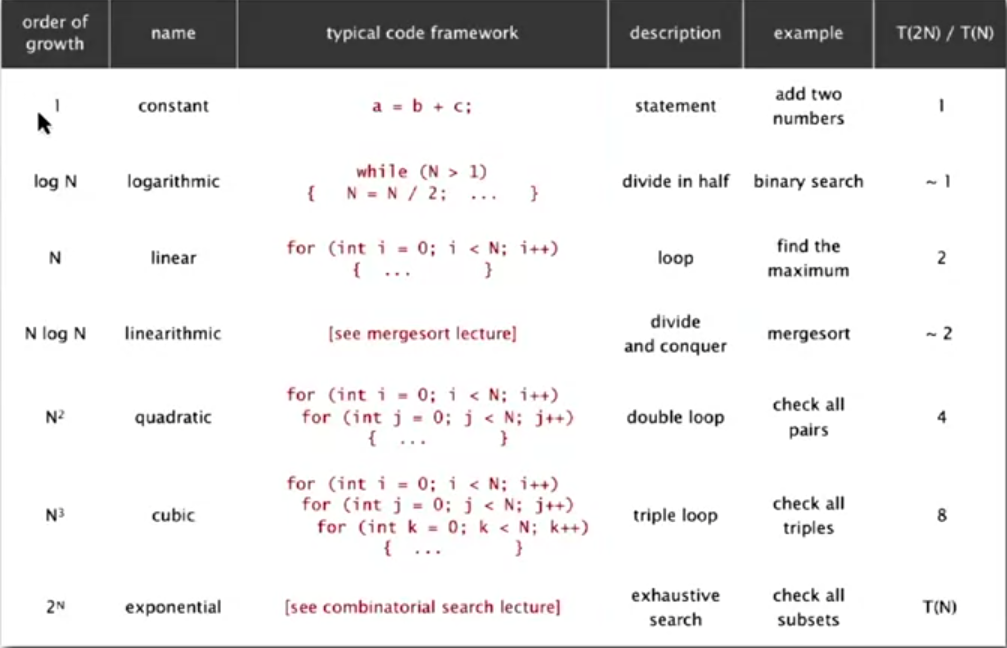 order of growth	name	typical code framework	description	example	T(2N) / T(N)
1	constant	a = b + c;	statement	add two numbers	1
log N	logarithmic	while (N > 1)
{ N = N / 2; ... }	divide in half	binary search	~ 1
N	linear	for (int i = 0; i < N; i++)
{ ... }	loop	find the maximum	2
N log N	linearithmic	[see mergesort lecture]	divide and conquer	mergesort	~ 2
N²	quadratic	for (int i = 0; i < N; i++)
for (int j = 0; j < N; j++)
{ ... }	double loop	check all pairs	4
N³	cubic	for (int i = 0; i < N; i++)
for (int j = 0; j < N; j++)
for (int k = 0; k < N; k++)
{ ... }	triple loop	check all triples	8
2ᴺ	exponential	[see combinatorial search lecture]	exhaustive search	check all subsets	T(N)